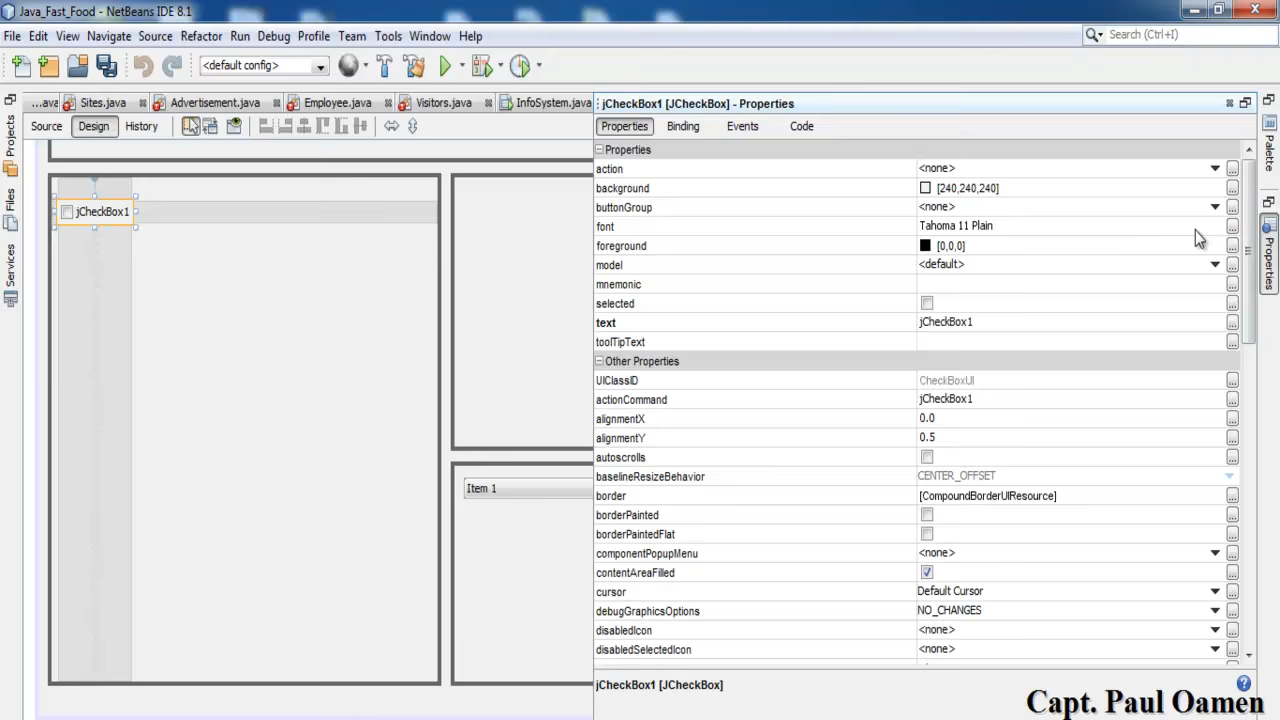 Java_Fast_Food - NetBeans IDE 8.1
File Edit View Navigate Source Refactor Run Debug Profile Team Tools Window Help
Search (Ctrl+I)
<default config>
...ava Sites.java Advertisement.java Employee.java Visitors.java InfoSystem.java
jCheckBox1 [JCheckBox] - Properties
Source Design History
Properties Binding Events Code
Projects
Files
Services
Palette
Properties
jCheckBox1
Item 1
Properties
action <none>
background [240,240,240]
buttonGroup <none>
font Tahoma 11 Plain
foreground [0,0,0]
model <default>
mnemonic
selected
text jCheckBox1
toolTipText
Other Properties
UIClassID CheckBoxUI
actionCommand jCheckBox1
alignmentX 0.0
alignmentY 0.5
autoscrolls
baselineResizeBehavior CENTER_OFFSET
border [CompoundBorderUIResource]
borderPainted
borderPaintedFlat
componentPopupMenu <none>
contentAreaFilled
cursor Default Cursor
debugGraphicsOptions NO_CHANGES
disabledIcon <none>
disabledSelectedIcon <none>
jCheckBox1 [JCheckBox]
Capt. Paul Oamen